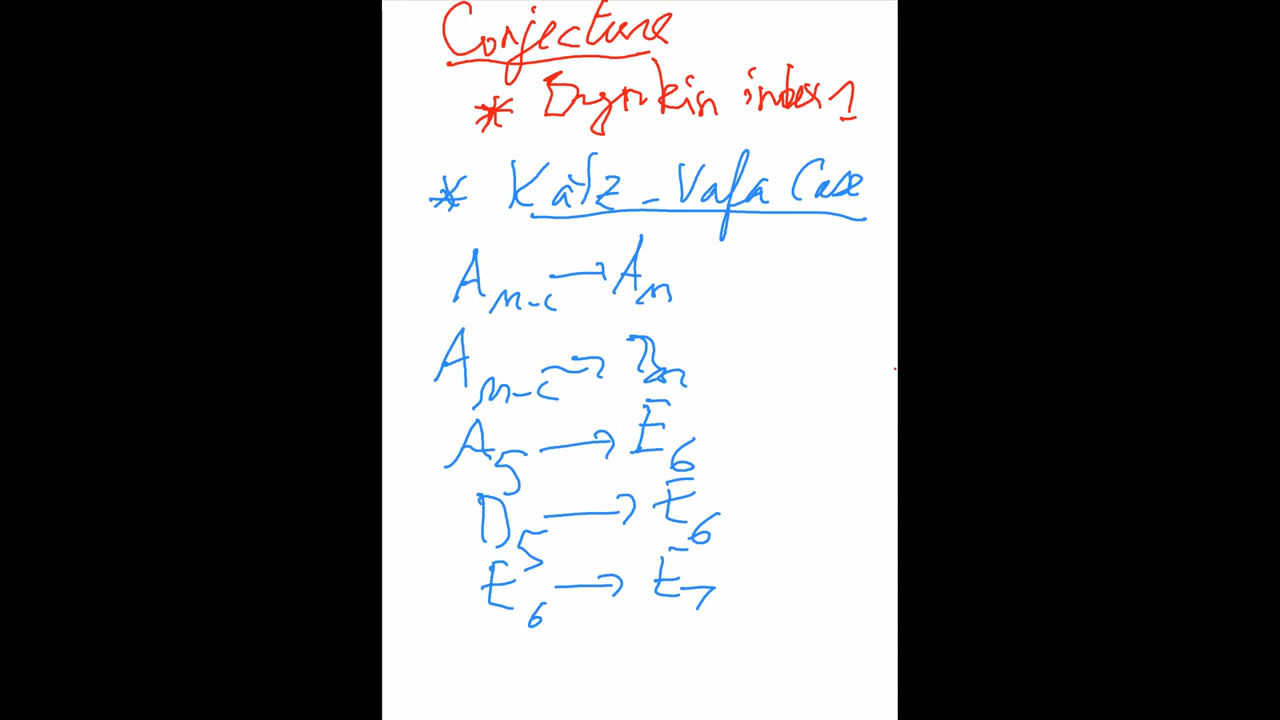 Conjecture
* Dynkin index 1
* Katz-Vafa Case
A_{n-1} → A_n
A_{n-1} → D_n
A_5 → E_6
D_5 → E_6
E_6 → E_7